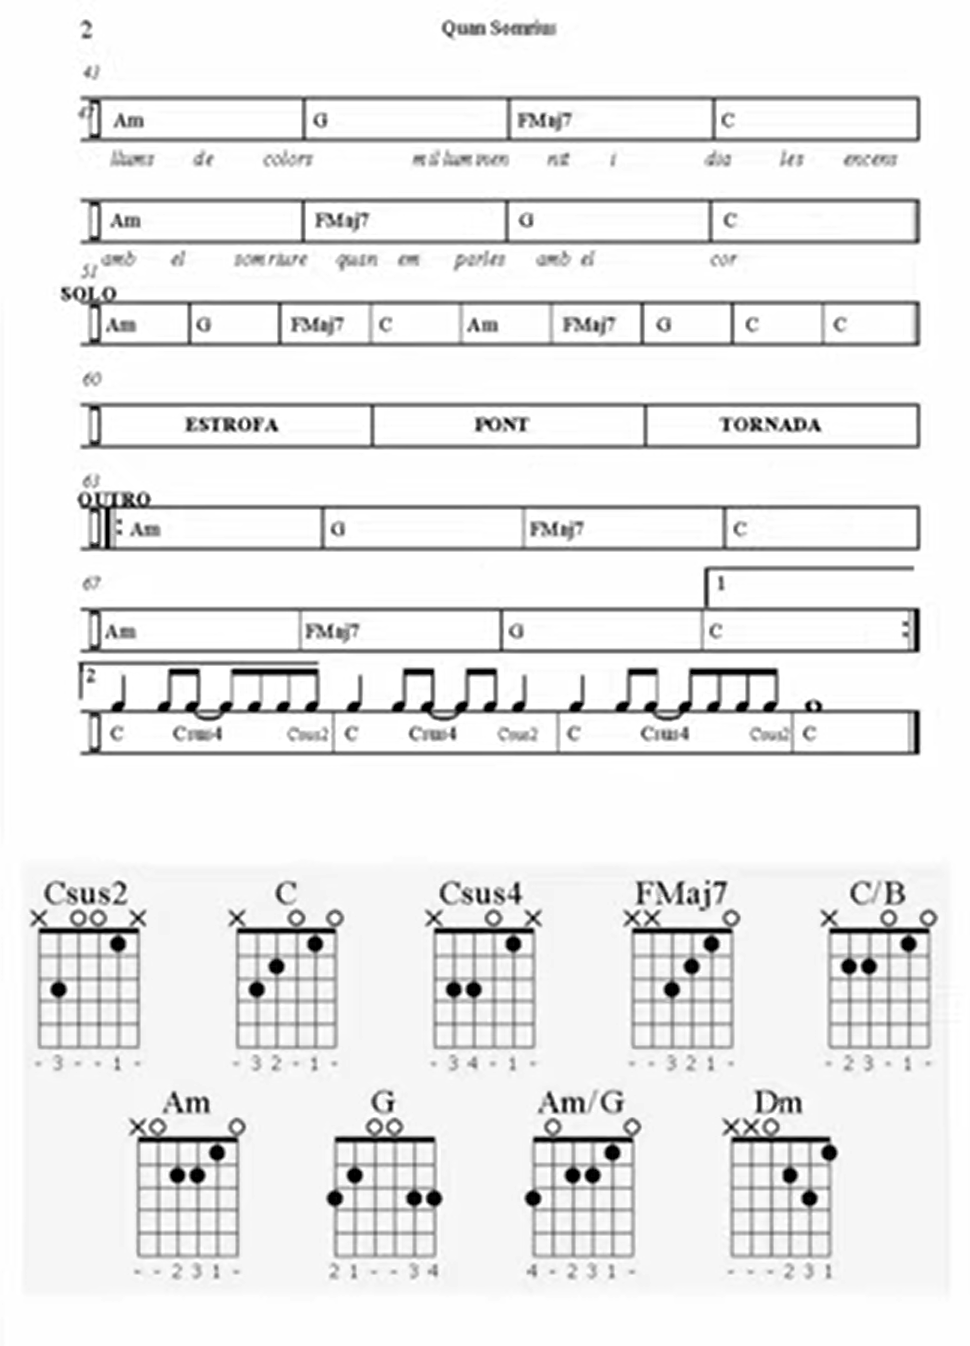 2 Quan Somrius
43
47 Am G FMaj7 C
llums de colors m'il·luminen nit i dia les encens
Am FMaj7 G C
amb el somriure quan em parles amb el cor
51
SOLO
Am G FMaj7 C Am FMaj7 G C C
60
ESTROFA PONT TORNADA
63
OUTRO
Am G FMaj7 C
67 1
Am FMaj7 G C
2
C Csus4 Csus2 C Csus4 Csus2 C Csus4 Csus2 C
Csus2 C Csus4 FMaj7 C/B
X O O X X O O X O X X X O X O O
- 3 - - 1 - - 3 2 - 1 - - 3 4 - 1 - - - 3 2 1 - - 2 3 - 1 -
Am G Am/G Dm
X O O O O O O X X O
- - 2 3 1 - 2 1 - - 3 4 4 - 2 3 1 - - - - 2 3 1